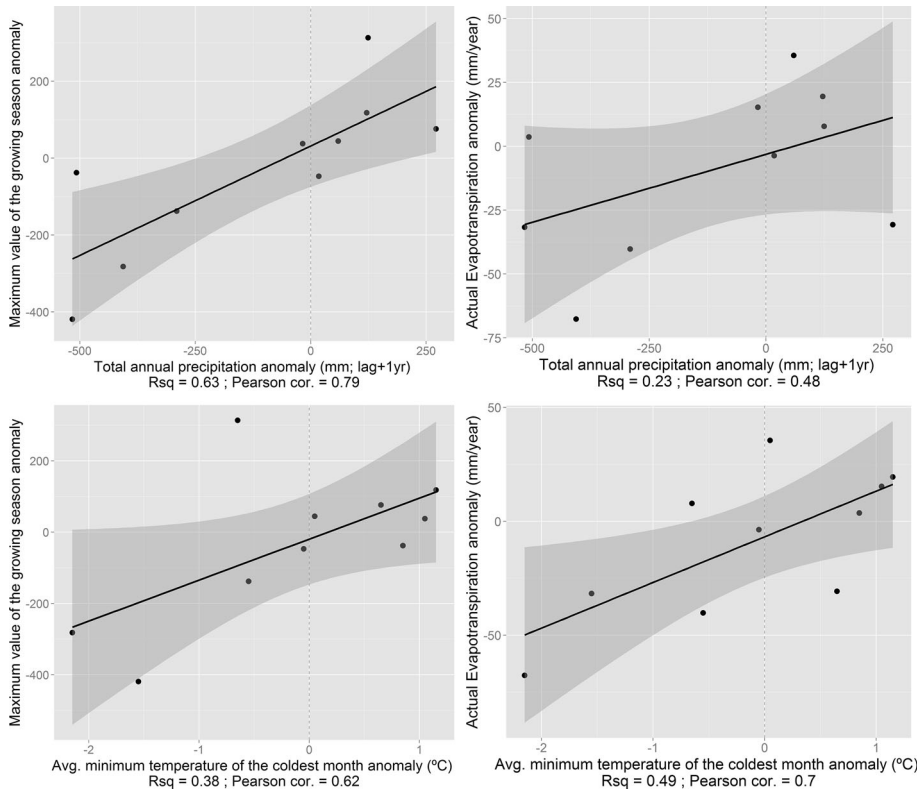 Maximum value of the growing season anomaly
200
0
-200
-400
-500
-250
0
250
Total annual precipitation anomaly (mm; lag+1yr)
Rsq = 0.63 ; Pearson cor. = 0.79
Actual Evapotranspiration anomaly (mm/year)
50
25
0
-25
-50
-75
-500
-250
0
250
Total annual precipitation anomaly (mm; lag+1yr)
Rsq = 0.23 ; Pearson cor. = 0.48
Maximum value of the growing season anomaly
200
0
-200
-400
-2
-1
0
1
Avg. minimum temperature of the coldest month anomaly (ºC)
Rsq = 0.38 ; Pearson cor. = 0.62
Actual Evapotranspiration anomaly (mm/year)
50
0
-50
-2
-1
0
1
Avg. minimum temperature of the coldest month anomaly (ºC)
Rsq = 0.49 ; Pearson cor. = 0.7